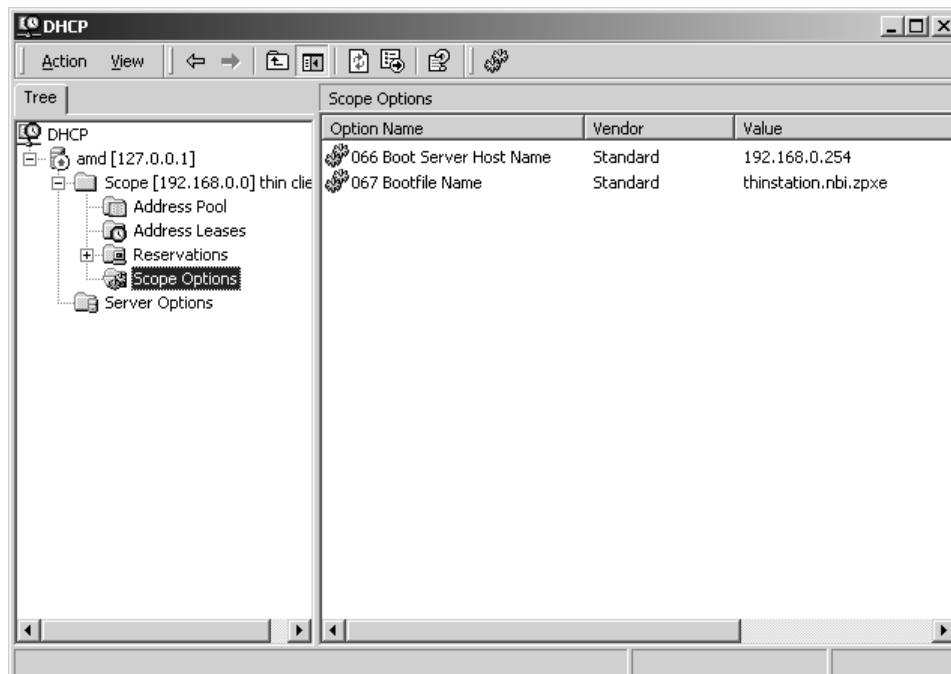 DHCP
Action View
Tree
Scope Options
DHCP
amd [127.0.0.1]
Scope [192.168.0.0] thin clie
Address Pool
Address Leases
Reservations
Scope Options
Server Options
Option Name Vendor Value
066 Boot Server Host Name Standard 192.168.0.254
067 Bootfile Name Standard thinstation.nbi.zpxe